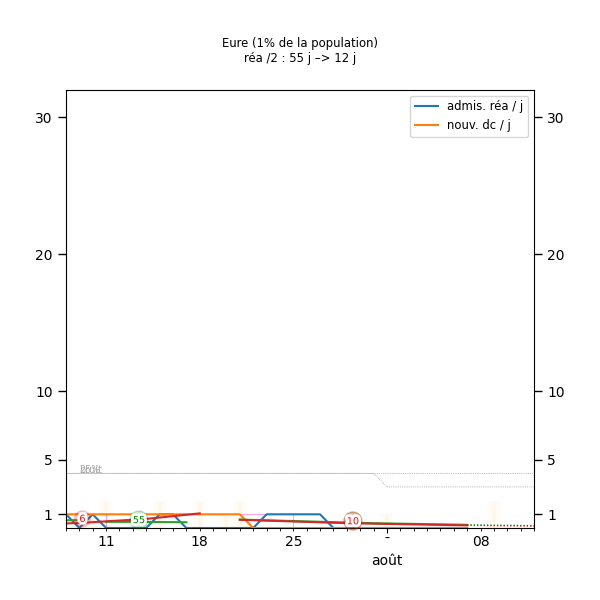 Eure (1% de la population)
réa /2 : 55 j –> 12 j
admis. réa / j
nouv. dc / j
30 30
20 20
10 10
5 5
25%
1 1
6 55 10
11 18 25 - 08
août